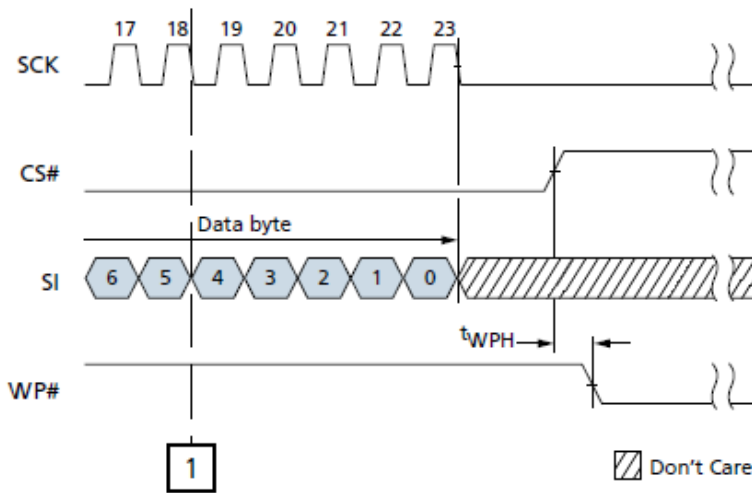 17 18 19 20 21 22 23
SCK
CS#
Data byte
SI 6 5 4 3 2 1 0
tWPH
WP#
1
Don't Care